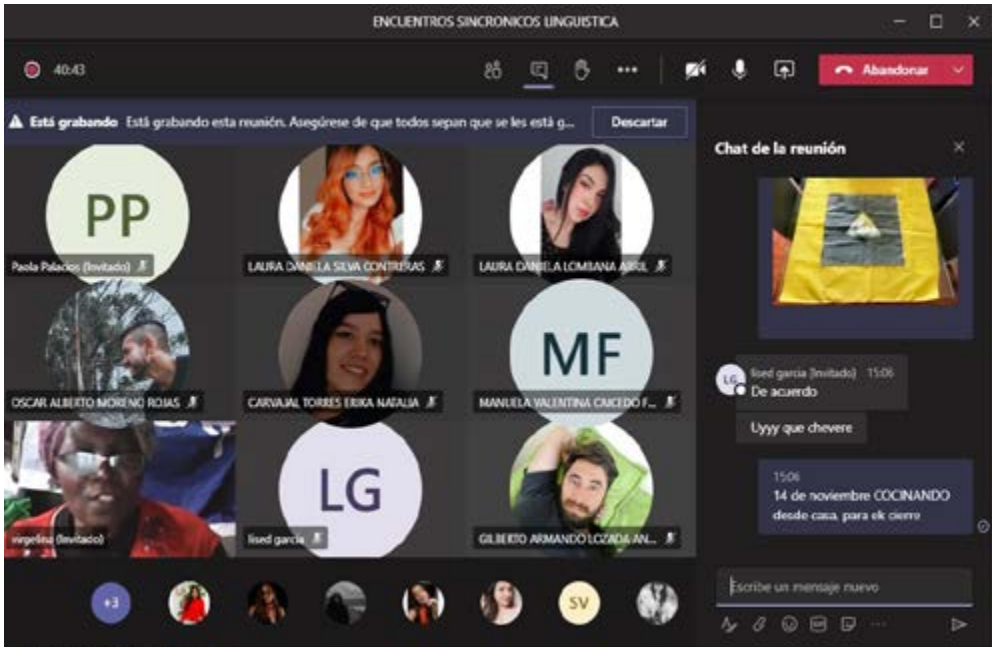 ENCUENTROS SINCRONICOS LINGUISTICA
40:43
Abandonar
Está grabando Está grabando esta reunión. Asegúrese de que todos sepan que se les está g...
Descartar
Chat de la reunión
PP
Paola Palacios (Invitado)
LAURA DANIELA SILVA CONTRERAS
LAURA DANIELA LOMBANA ABRIL
OSCAR ALBERTO MORENO ROJAS
CARVAJAL TORRES ERIKA NATALIA
MF
MANUELA VALENTINA CAICEDO F...
virgelina (Invitado)
LG
lised garcia
GILBERTO ARMANDO LOZADA AN...
+3
SV
LG
lised garcia (Invitado) 15:06
De acuerdo
Uyyy que chevere
15:06
14 de noviembre COCINANDO
desde casa, para ek cierro
Escribe un mensaje nuevo
GIF